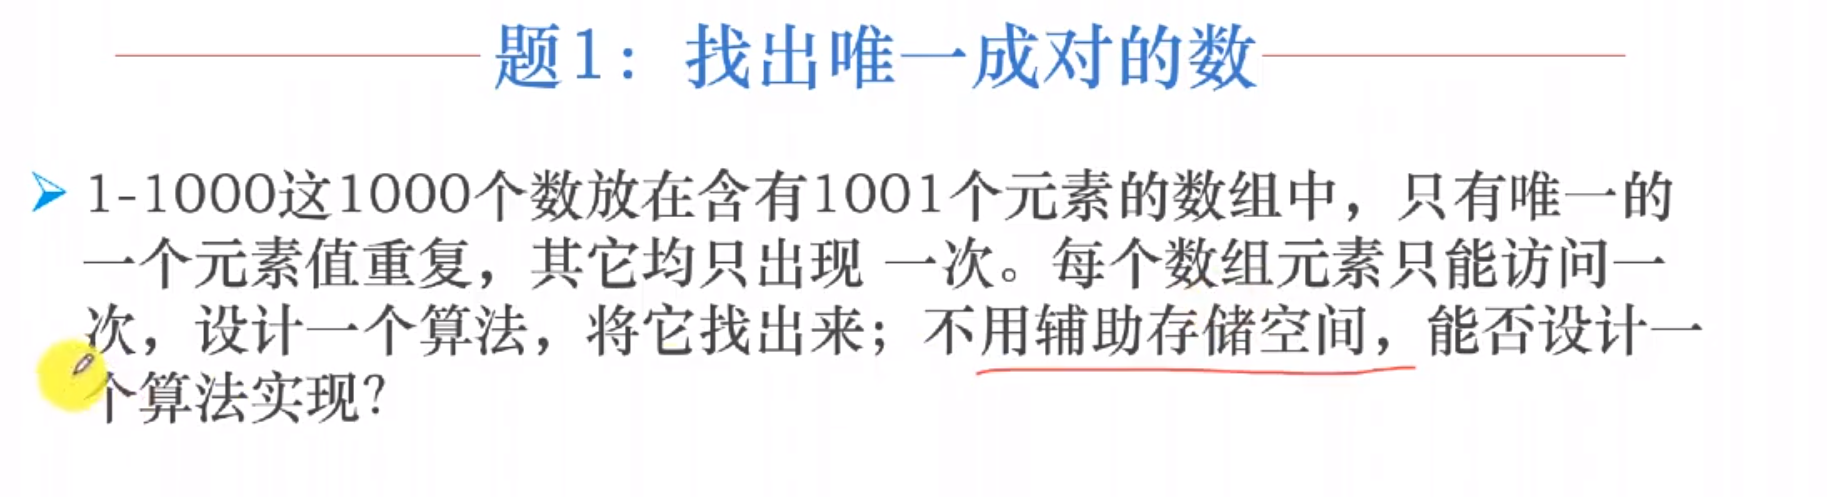 题1：找出唯一成对的数
1-1000这1000个数放在含有1001个元素的数组中，只有唯一的
一个元素值重复，其它均只出现 一次。每个数组元素只能访问一
次，设计一个算法，将它找出来；不用辅助存储空间，能否设计一
个算法实现？